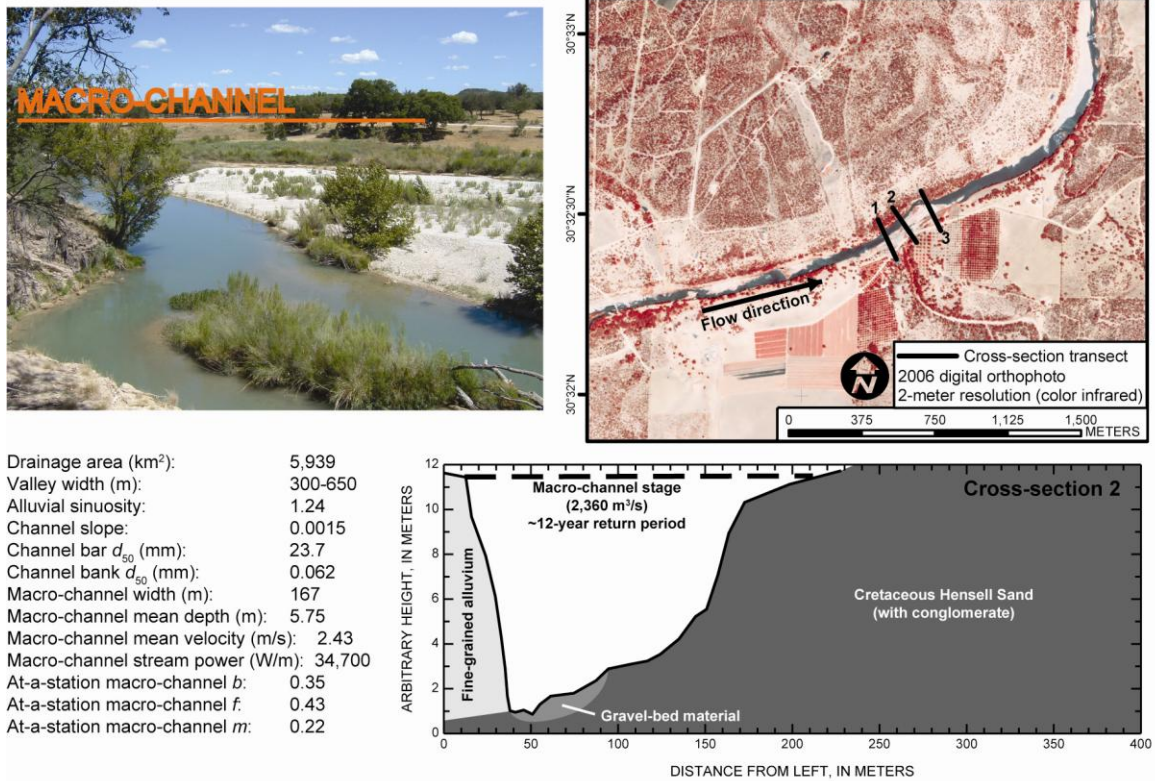 MACRO-CHANNEL
30°33'N
30°32'30"N
30°32'N
1
2
3
Flow direction
N
Cross-section transect
2006 digital orthophoto
2-meter resolution (color infrared)
0 375 750 1,125 1,500
METERS
Drainage area (km²): 5,939
Valley width (m): 300-650
Alluvial sinuosity: 1.24
Channel slope: 0.0015
Channel bar d50 (mm): 23.7
Channel bank d50 (mm): 0.062
Macro-channel width (m): 167
Macro-channel mean depth (m): 5.75
Macro-channel mean velocity (m/s): 2.43
Macro-channel stream power (W/m): 34,700
At-a-station macro-channel b: 0.35
At-a-station macro-channel f: 0.43
At-a-station macro-channel m: 0.22
ARBITRARY HEIGHT, IN METERS
12
10
8
6
4
2
0
Macro-channel stage
(2,360 m³/s)
~12-year return period
Cross-section 2
Fine-grained alluvium
Cretaceous Hensell Sand
(with conglomerate)
Gravel-bed material
0 50 100 150 200 250 300 350 400
DISTANCE FROM LEFT, IN METERS